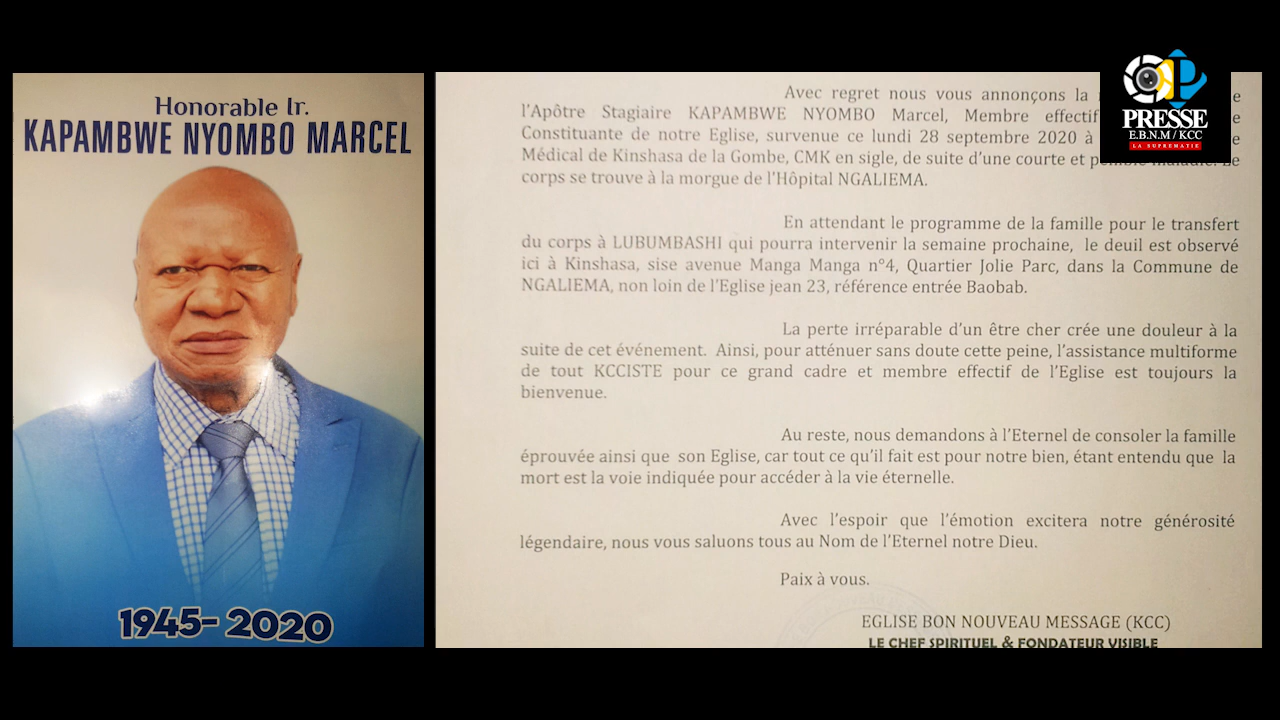 Honorable Ir.
KAPAMBWE NYOMBO MARCEL
1945- 2020
Avec regret nous vous annonçons la
l'Apôtre Stagiaire KAPAMBWE NYOMBO Marcel, Membre effectif
Constituante de notre Eglise, survenue ce lundi 28 septembre 2020 à
Médical de Kinshasa de la Gombe, CMK en sigle, de suite d'une courte et pénible maladie. Le
corps se trouve à la morgue de l'Hôpital NGALIEMA.
En attendant le programme de la famille pour le transfert
du corps à LUBUMBASHI qui pourra intervenir la semaine prochaine, le deuil est observé
ici à Kinshasa, sise avenue Manga Manga n°4, Quartier Jolie Parc, dans la Commune de
NGALIEMA, non loin de l'Eglise jean 23, référence entrée Baobab.
La perte irréparable d'un être cher crée une douleur à la
suite de cet événement. Ainsi, pour atténuer sans doute cette peine, l'assistance multiforme
de tout KCCISTE pour ce grand cadre et membre effectif de l'Eglise est toujours la
bienvenue.
Au reste, nous demandons à l'Eternel de consoler la famille
éprouvée ainsi que son Eglise, car tout ce qu'il fait est pour notre bien, étant entendu que la
mort est la voie indiquée pour accéder à la vie éternelle.
Avec l'espoir que l'émotion excitera notre générosité
légendaire, nous vous saluons tous au Nom de l'Eternel notre Dieu.
Paix à vous.
EGLISE BON NOUVEAU MESSAGE (KCC)
LE CHEF SPIRITUEL & FONDATEUR VISIBLE
PRESSE
E.B.N.M / KCC
LA SUPREMATIE